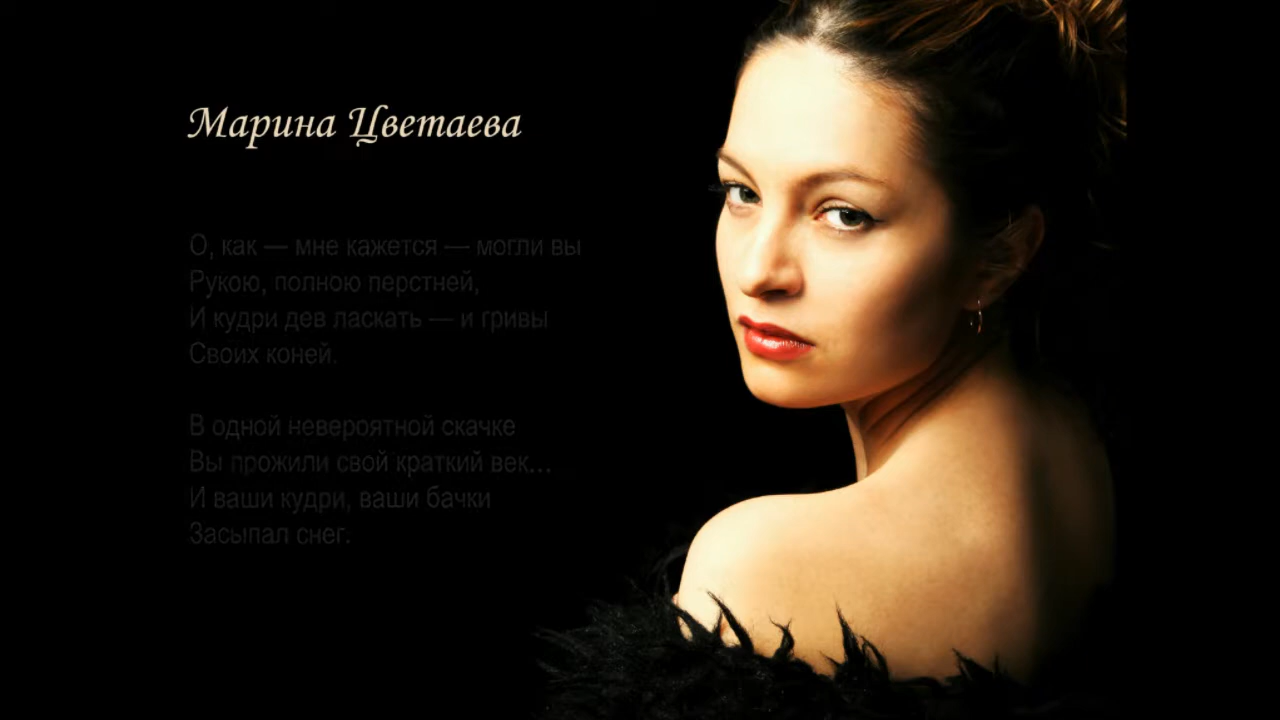 Марина Цветаева
О, как — мне кажется — могли вы
Рукою, полною перстней,
И кудри дев ласкать — и гривы
Своих коней.
В одной невероятной скачке
Вы прожили свой краткий век...
И ваши кудри, ваши бачки
Засыпал снег.